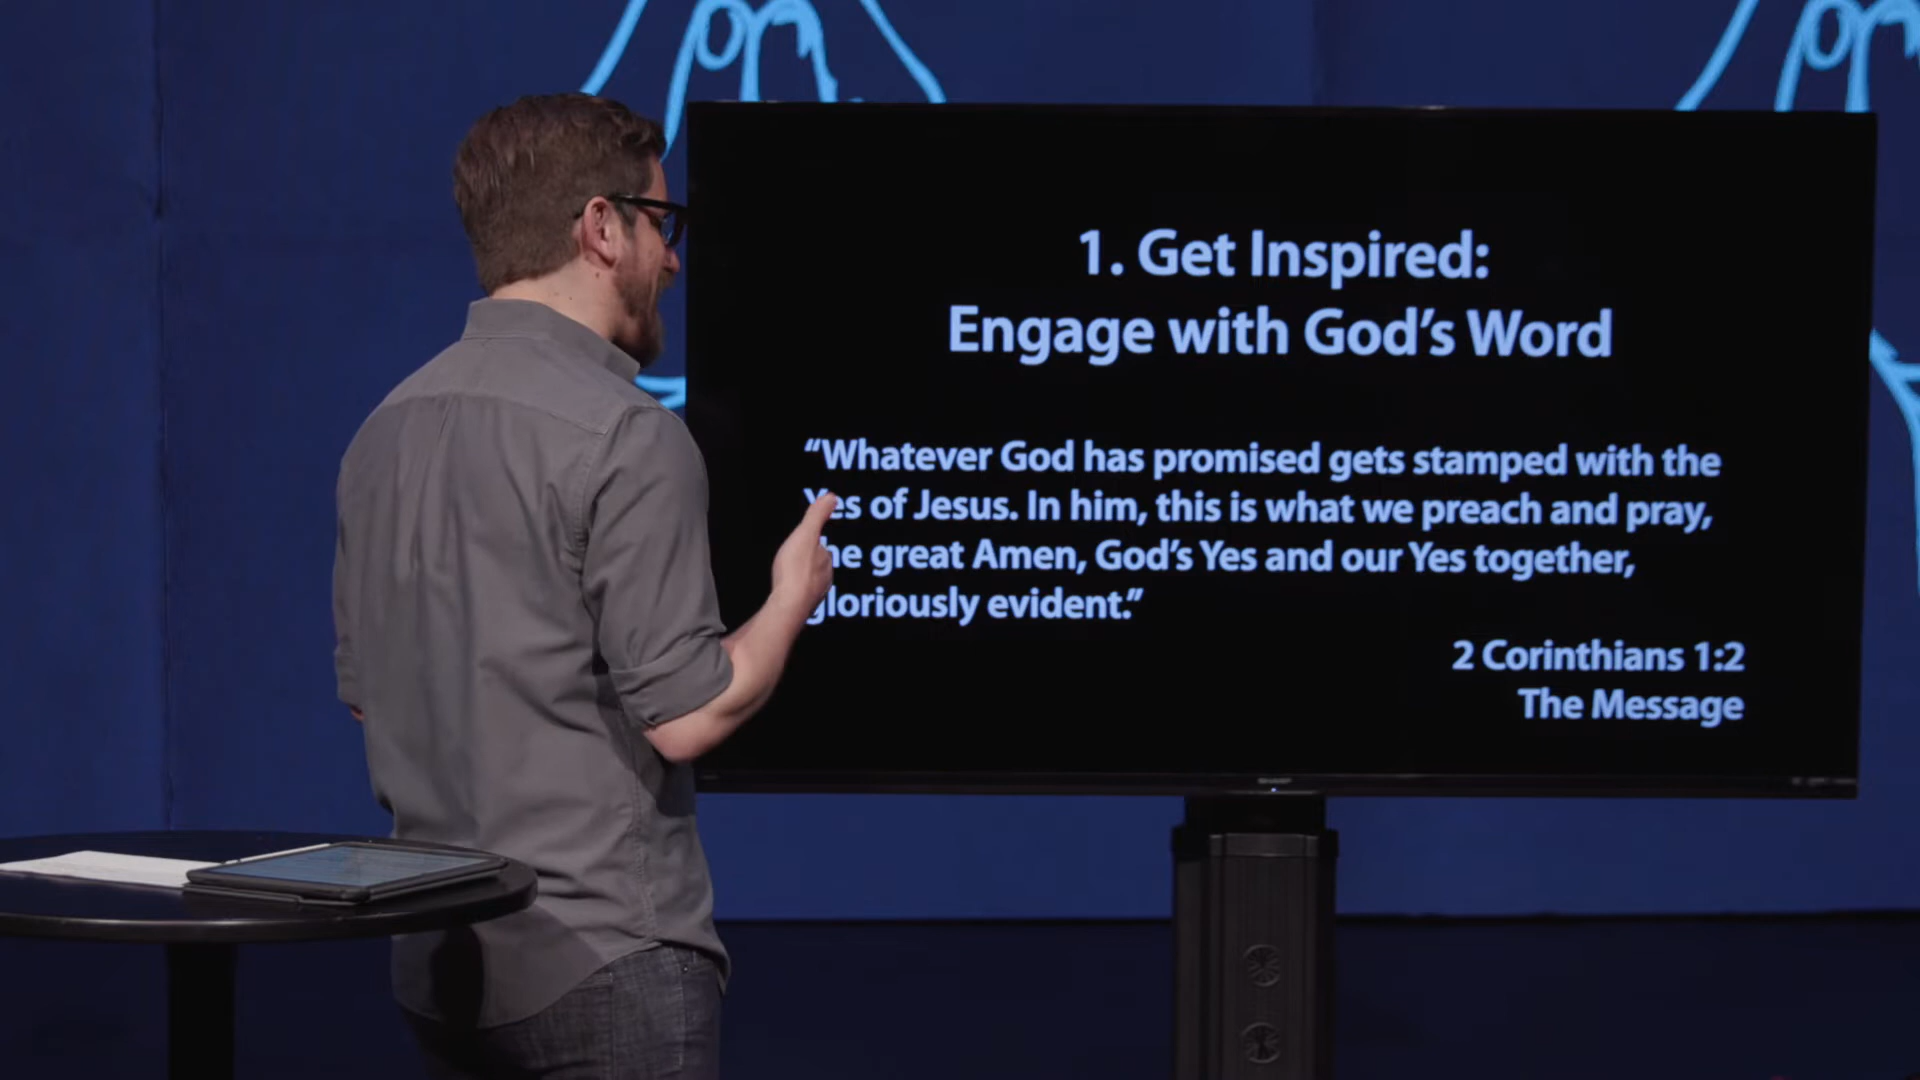 1. Get Inspired:
Engage with God's Word
“Whatever God has promised gets stamped with the
Yes of Jesus. In him, this is what we preach and pray,
he great Amen, God's Yes and our Yes together,
gloriously evident.”
2 Corinthians 1:2
The Message